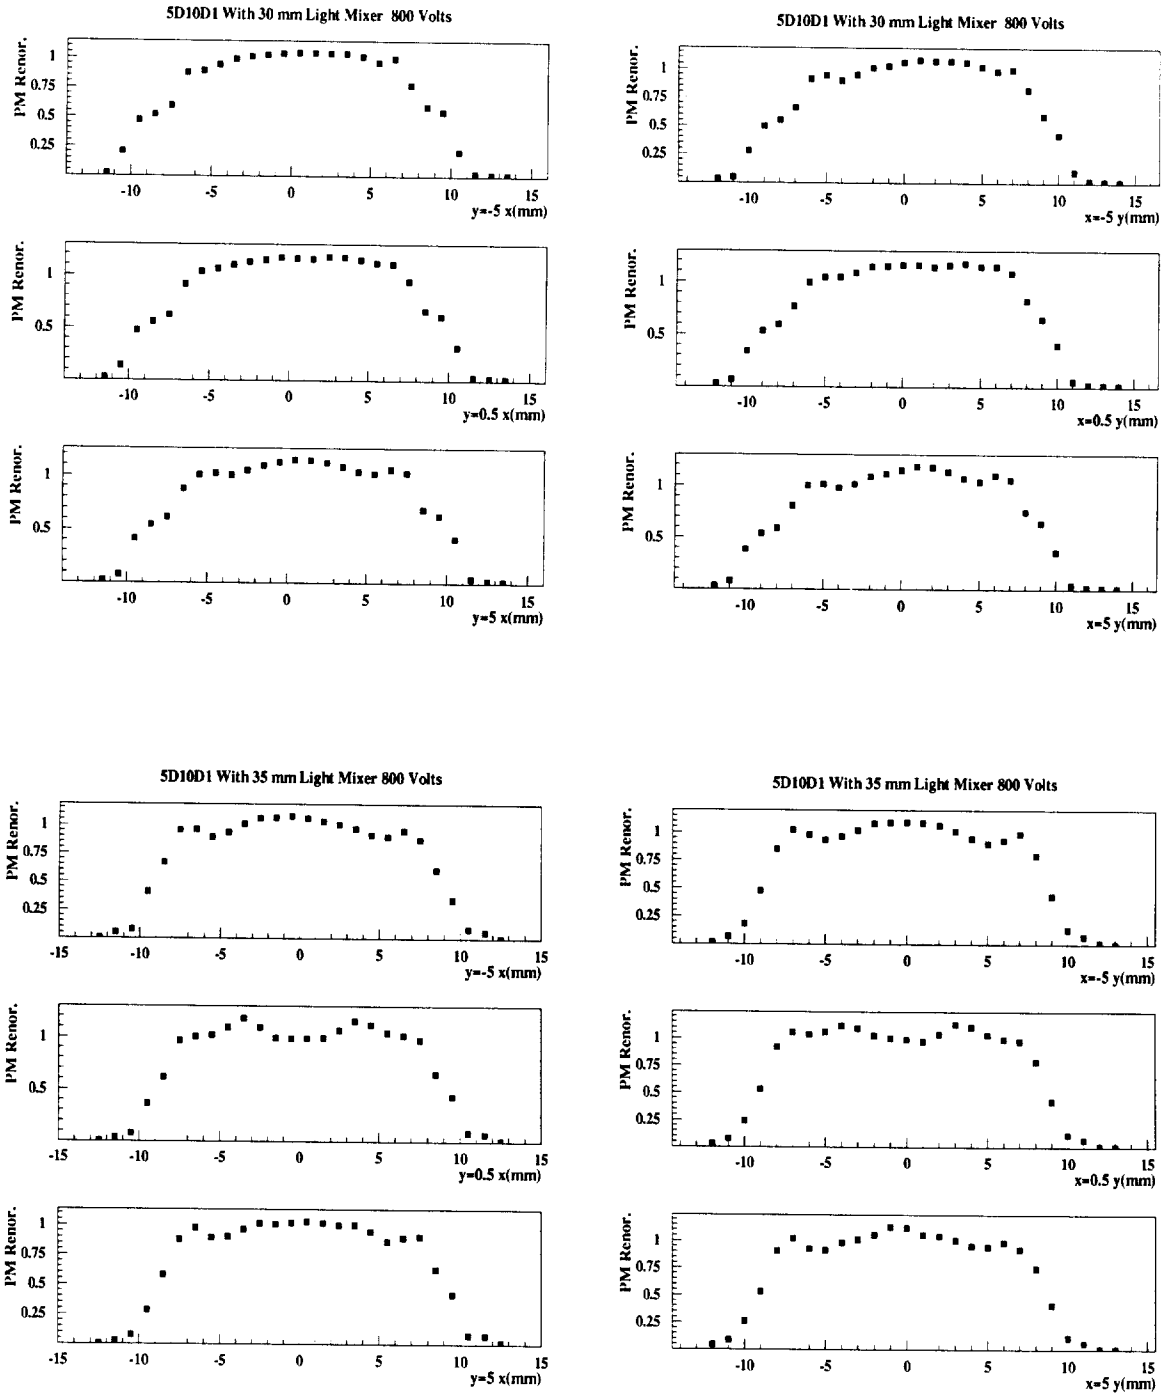 5D10D1 With 30 mm Light Mixer 800 Volts
PM Renor.
1
0.75
0.5
0.25
-10 -5 0 5 10 15
y=-5 x(mm)
PM Renor.
1
0.5
-10 -5 0 5 10 15
y=0.5 x(mm)
PM Renor.
1
0.5
-10 -5 0 5 10 15
y=5 x(mm)
5D10D1 With 30 mm Light Mixer 800 Volts
PM Renor.
1
0.75
0.5
0.25
-10 -5 0 5 10 15
x=-5 y(mm)
PM Renor.
1
0.5
-10 -5 0 5 10 15
x=0.5 y(mm)
PM Renor.
1
0.5
-10 -5 0 5 10 15
x=5 y(mm)
5D10D1 With 35 mm Light Mixer 800 Volts
PM Renor.
1
0.75
0.5
0.25
-15 -10 -5 0 5 10 15
y=-5 x(mm)
PM Renor.
1
0.5
-15 -10 -5 0 5 10 15
y=0.5 x(mm)
PM Renor.
1
0.75
0.5
0.25
-15 -10 -5 0 5 10 15
y=5 x(mm)
5D10D1 With 35 mm Light Mixer 800 Volts
PM Renor.
1
0.75
0.5
0.25
-10 -5 0 5 10 15
x=-5 y(mm)
PM Renor.
1
0.75
0.5
0.25
-10 -5 0 5 10 15
x=0.5 y(mm)
PM Renor.
1
0.75
0.5
0.25
-10 -5 0 5 10 15
x=5 y(mm)